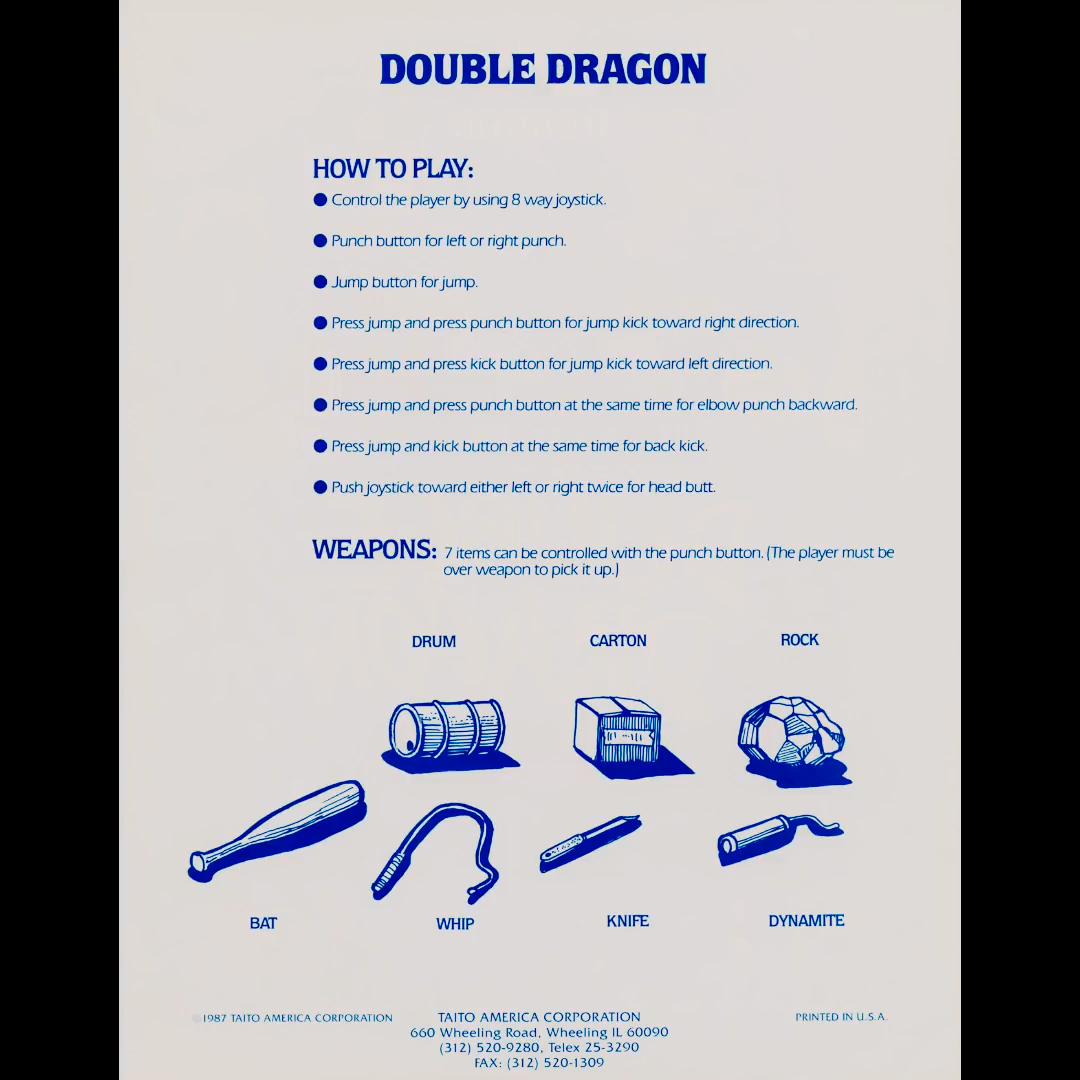 DOUBLE DRAGON
HOW TO PLAY:
● Control the player by using 8 way joystick.
● Punch button for left or right punch.
● Jump button for jump.
● Press jump and press punch button for jump kick toward right direction.
● Press jump and press kick button for jump kick toward left direction.
● Press jump and press punch button at the same time for elbow punch backward.
● Press jump and kick button at the same time for back kick.
● Push joystick toward either left or right twice for head butt.
WEAPONS: 7 items can be controlled with the punch button. (The player must be
over weapon to pick it up.)
DRUM CARTON ROCK
BAT WHIP KNIFE DYNAMITE
©1987 TAITO AMERICA CORPORATION TAITO AMERICA CORPORATION PRINTED IN U.S.A.
660 Wheeling Road, Wheeling IL 60090
(312) 520-9280, Telex 25-3290
FAX: (312) 520-1309